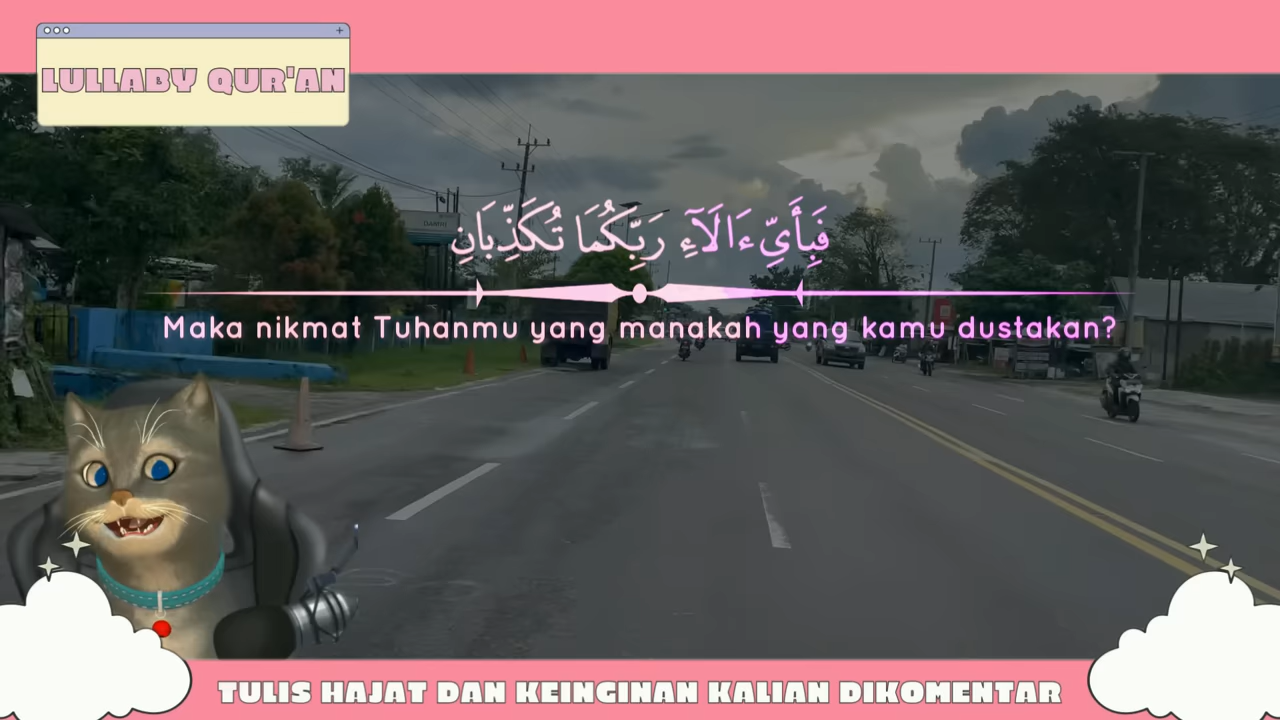 LULLABY QUR'AN
فَبِأَيِّ ءَالَآءِ رَبِّكُمَا تُكَذِّبَانِ
Maka nikmat Tuhanmu yang manakah yang kamu dustakan?
TULIS HAJAT DAN KEINGINAN KALIAN DIKOMENTAR